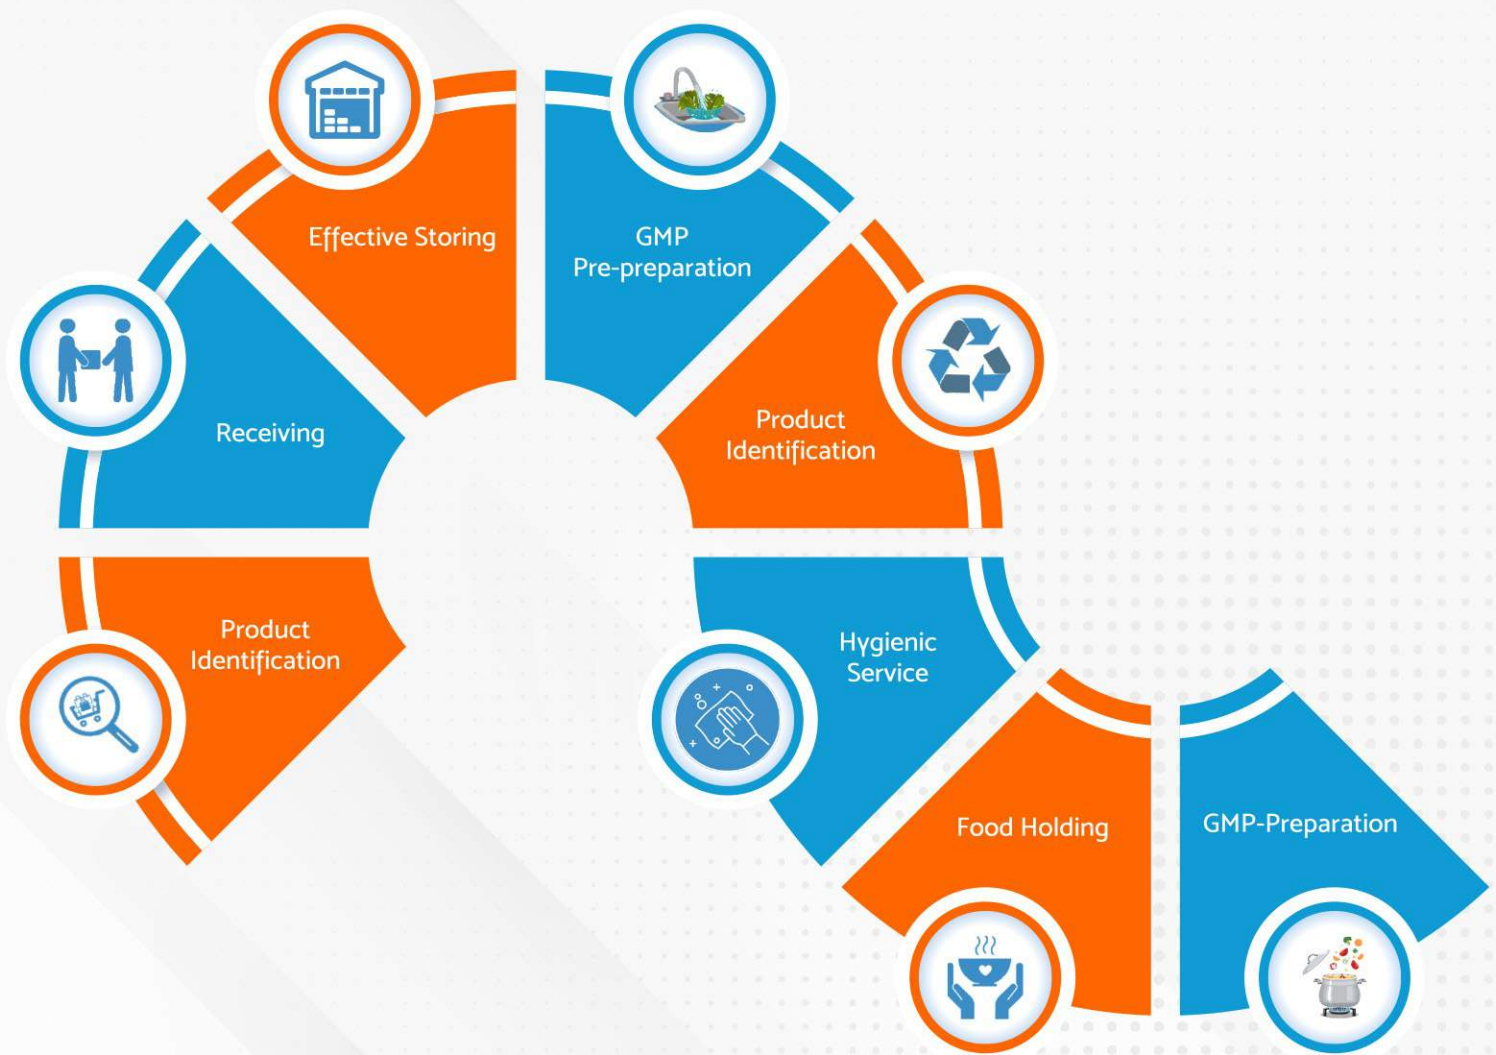 Effective Storing
GMP
Pre-preparation
Receiving
Product
Identification
Product
Identification
Hygienic
Service
Food Holding
GMP-Preparation